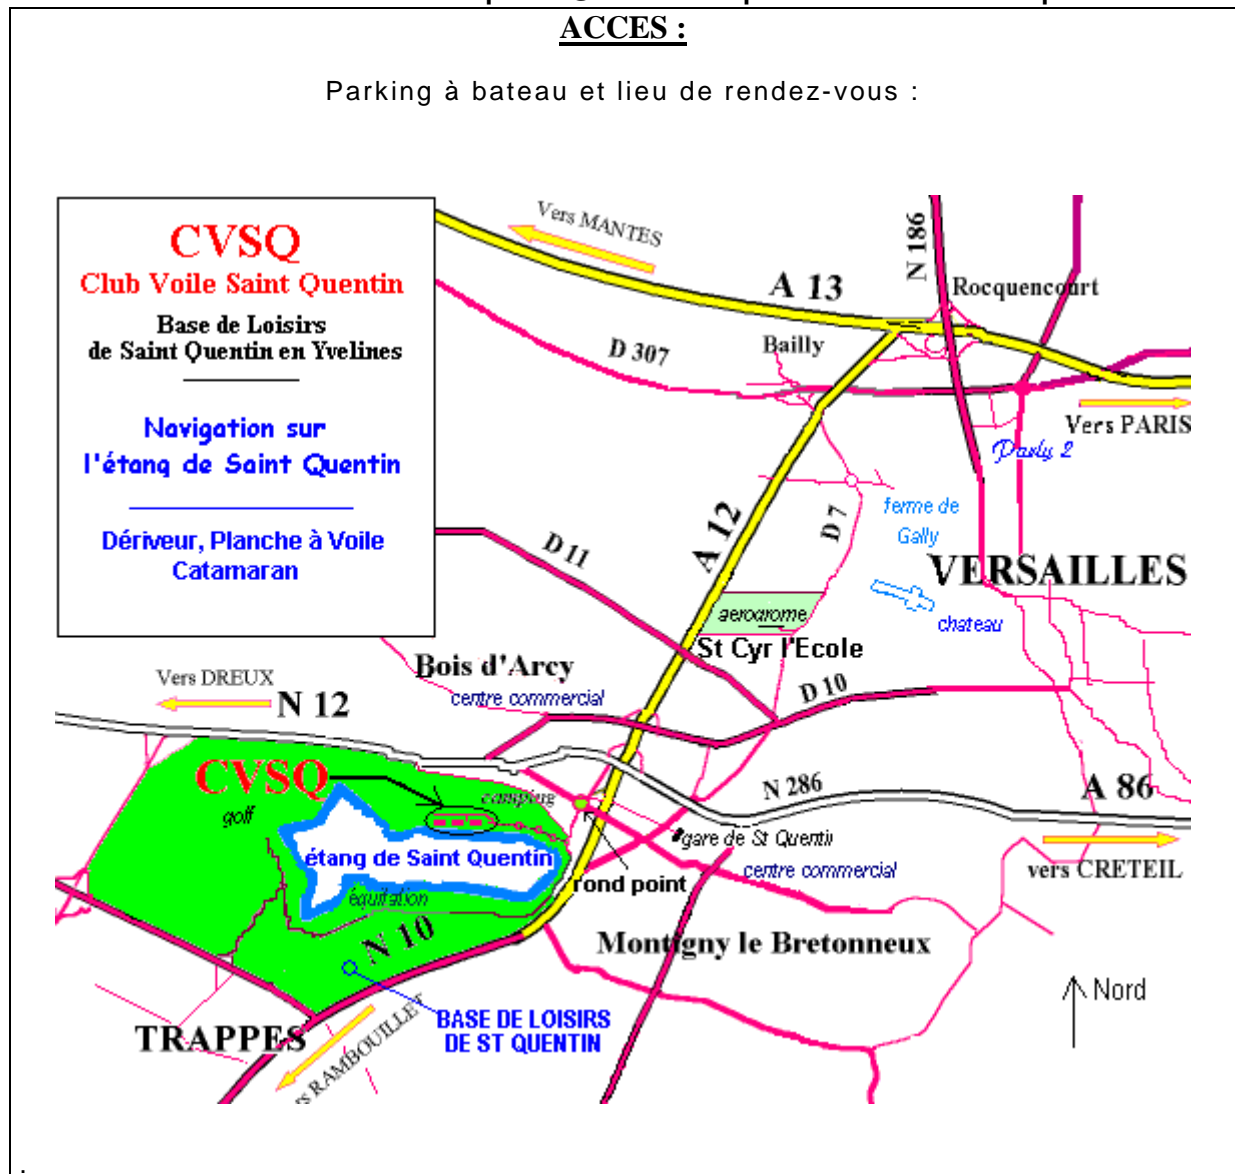 ACCES :
Parking à bateau et lieu de rendez-vous :
CVSQ
Club Voile Saint Quentin
Base de Loisirs
de Saint Quentin en Yvelines
Navigation sur
l'étang de Saint Quentin
Dériveur, Planche à Voile
Catamaran
Vers MANTES
A 13
N 186
Rocquencourt
D 307
Bailly
Vers PARIS
Parly 2
A 12
D 7
ferme de
Gally
VERSAILLES
D 11
aerodrome
chateau
St Cyr l'Ecole
Bois d'Arcy
centre commercial
D 10
Vers DREUX
N 12
CVSQ
golf
camping
N 286
A 86
gare de St Quentin
étang de Saint Quentin
rond point
centre commercial
vers CRETEIL
équitation
N 10
Montigny le Bretonneux
Nord
TRAPPES
BASE DE LOISIRS
DE ST QUENTIN
RAMBOUILLET
.